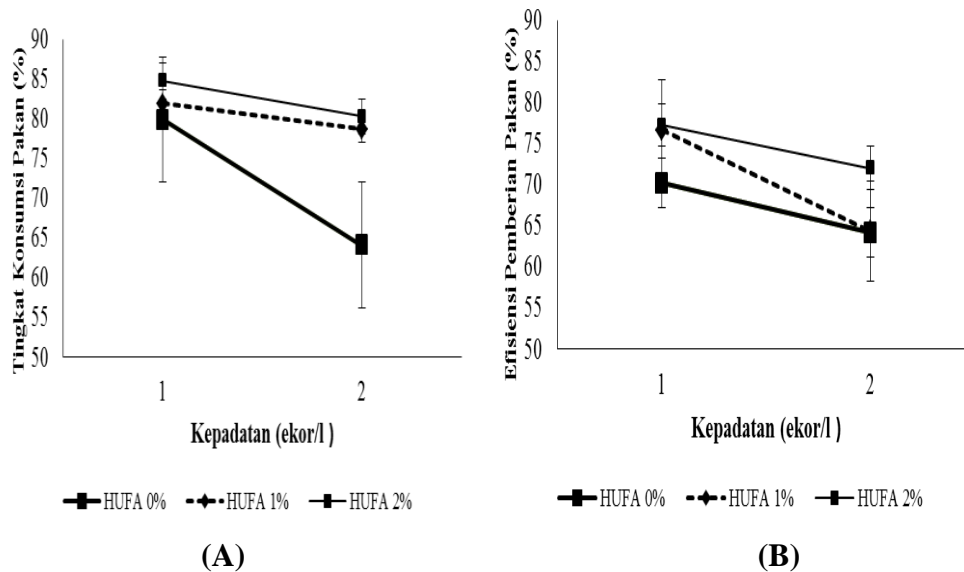 Tingkat Konsumsi Pakan (%)
90
85
80
75
70
65
60
55
50
1
2
Kepadatan (ekor/l )
HUFA 0%
HUFA 1%
HUFA 2%
(A)
Efisiensi Pemberian Pakan (%)
90
85
80
75
70
65
60
55
50
1
2
Kepadatan (ekor/l )
HUFA 0%
HUFA 1%
HUFA 2%
(B)